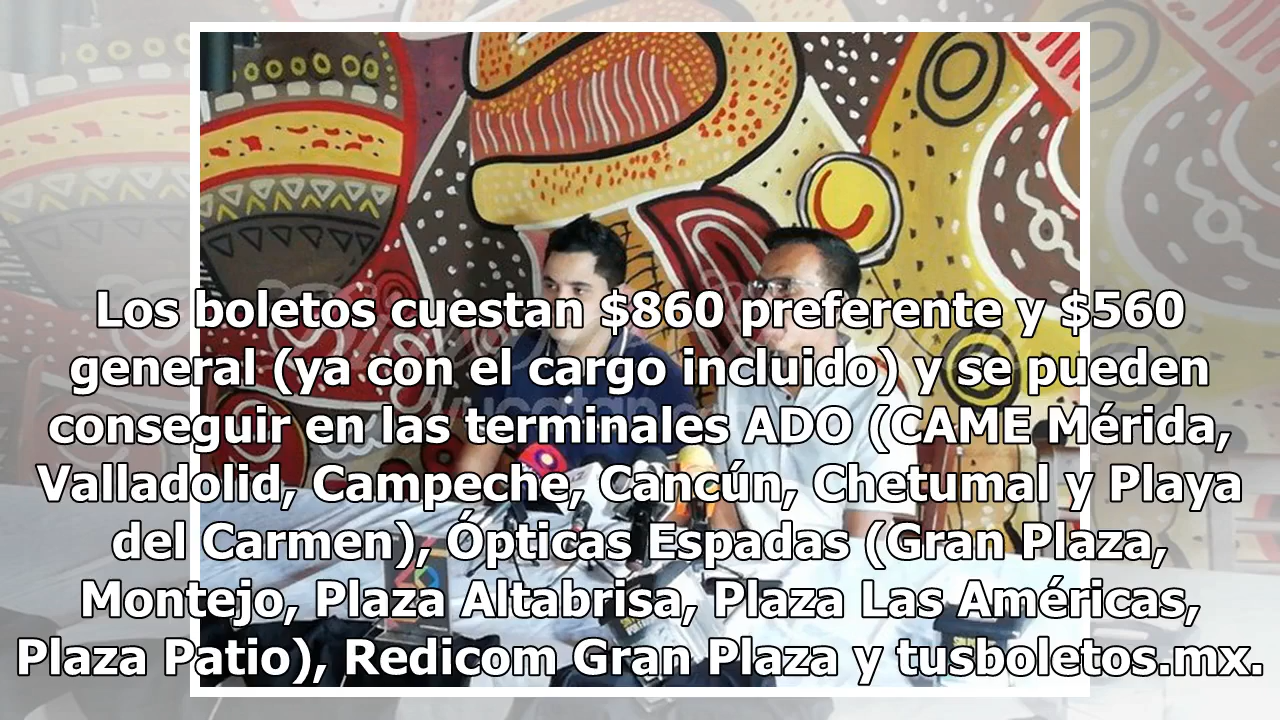 Los boletos cuestan $860 preferente y $560
general (ya con el cargo incluido) y se pueden
conseguir en las terminales ADO (CAME Mérida,
Valladolid, Campeche, Cancún, Chetumal y Playa
del Carmen), Ópticas Espadas (Gran Plaza,
Montejo, Plaza Altabrisa, Plaza Las Américas,
Plaza Patio), Redicom Gran Plaza y tusboletos.mx.